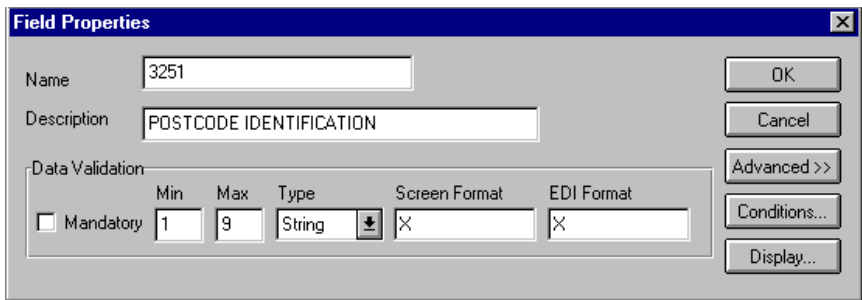 Field Properties
Name 3251 OK
Description POSTCODE IDENTIFICATION Cancel
Data Validation Advanced >>
Min Max Type Screen Format EDI Format
Mandatory 1 9 String X X Conditions...
Display...